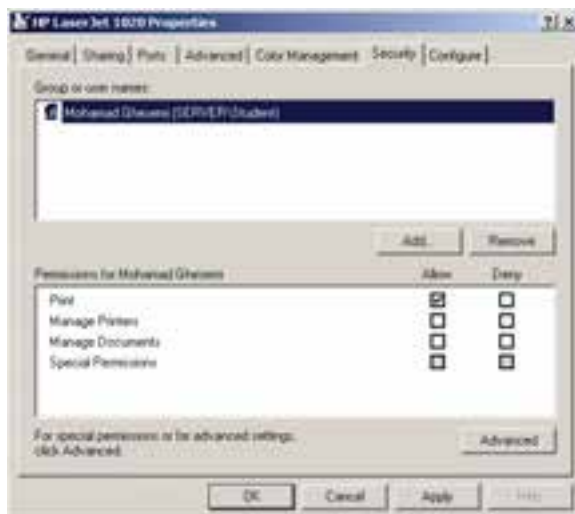 HP LaserJet 1020 Properties
General Sharing Ports Advanced Color Management Security Configure
Group or user names:
Mohamad (SERVER\Student)
Add... Remove
Permissions for Mohamad Allow Deny
Print
Manage Printers
Manage Documents
Special Permissions
For special permissions or for advanced settings,
click Advanced.
Advanced
OK Cancel Apply Help